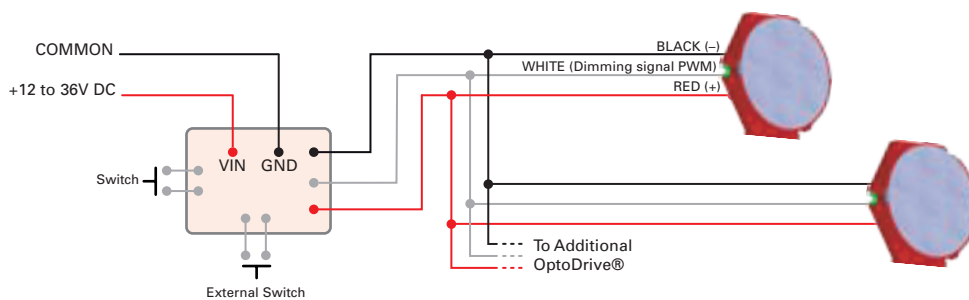 COMMON
+12 to 36V DC
BLACK (–)
WHITE (Dimming signal PWM)
RED (+)
VIN GND
Switch
To Additional
OptoDrive®
External Switch